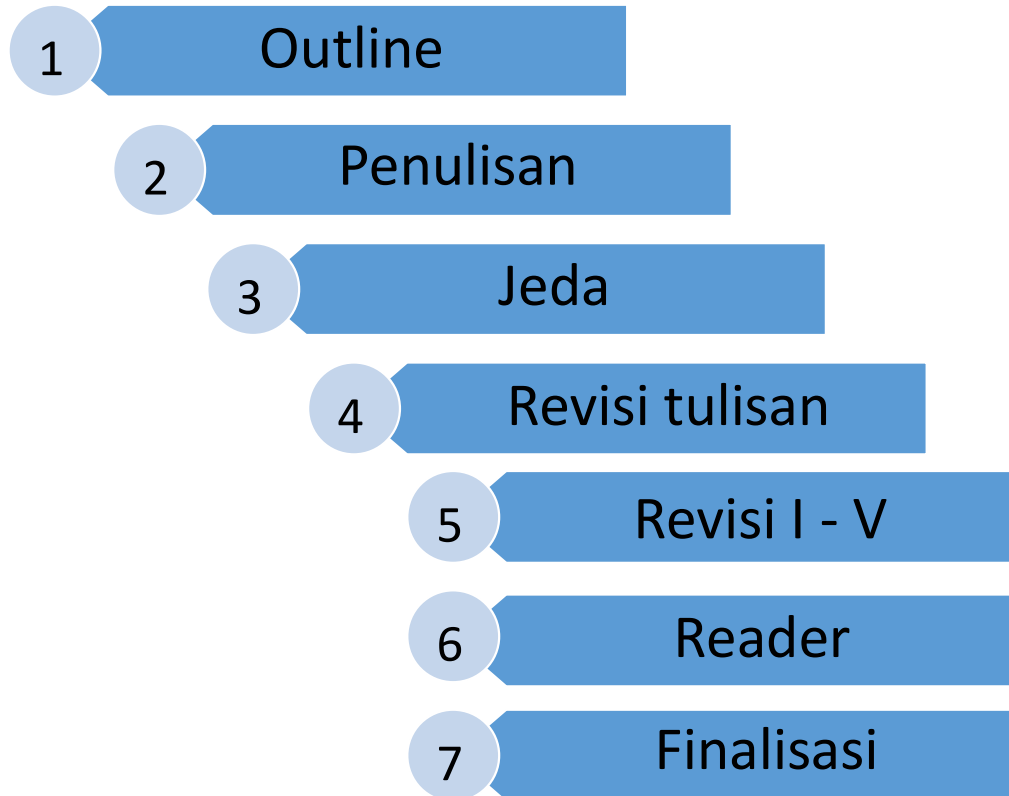 1 Outline
2 Penulisan
3 Jeda
4 Revisi tulisan
5 Revisi I - V
6 Reader
7 Finalisasi